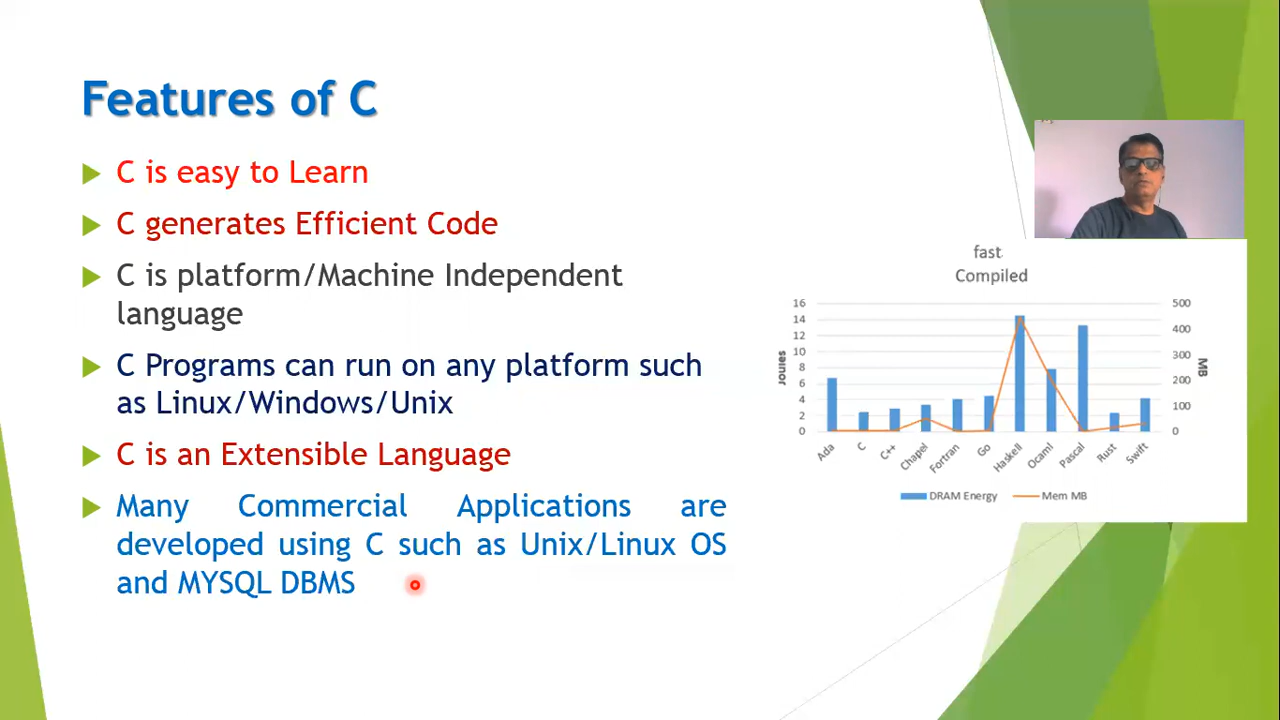 Features of C
C is easy to Learn
C generates Efficient Code
C is platform/Machine Independent
language
C Programs can run on any platform such
as Linux/Windows/Unix
C is an Extensible Language
Many Commercial Applications are
developed using C such as Unix/Linux OS
and MYSQL DBMS
fast
Compiled
16
14
12
10
8
6
4
2
0
Joules
500
400
300
200
100
0
MB
Ada
C
C++
Chapel
Fortran
Go
Haskell
Ocaml
Pascal
Rust
Swift
DRAM Energy
Mem MB